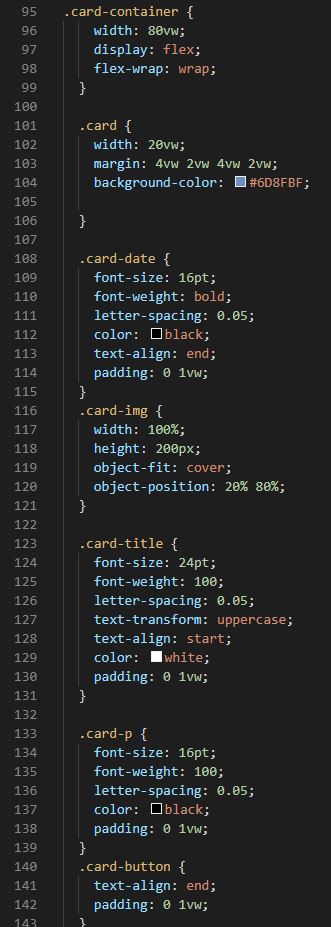 95 .card-container {
96 width: 80vw;
97 display: flex;
98 flex-wrap: wrap;
99 }
100
101 .card {
102 width: 20vw;
103 margin: 4vw 2vw 4vw 2vw;
104 background-color: #6D8FBF;
105
106 }
107
108 .card-date {
109 font-size: 16pt;
110 font-weight: bold;
111 letter-spacing: 0.05;
112 color: black;
113 text-align: end;
114 padding: 0 1vw;
115 }
116 .card-img {
117 width: 100%;
118 height: 200px;
119 object-fit: cover;
120 object-position: 20% 80%;
121 }
122
123 .card-title {
124 font-size: 24pt;
125 font-weight: 100;
126 letter-spacing: 0.05;
127 text-transform: uppercase;
128 text-align: start;
129 color: white;
130 padding: 0 1vw;
131 }
132
133 .card-p {
134 font-size: 16pt;
135 font-weight: 100;
136 letter-spacing: 0.05;
137 color: black;
138 padding: 0 1vw;
139 }
140 .card-button {
141 text-align: end;
142 padding: 0 1vw;
143 }